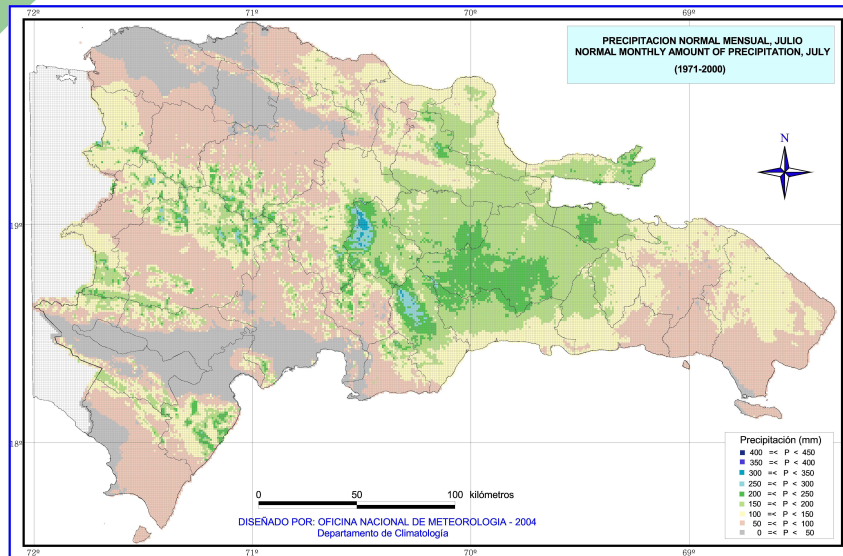 72º 71º 70º 69º
PRECIPITACION NORMAL MENSUAL, JULIO
NORMAL MONTHLY AMOUNT OF PRECIPITATION, JULY
(1971-2000)
N
19º
18º
Precipitación (mm)
400 =< P < 450
350 =< P < 400
300 =< P < 350
250 =< P < 300
200 =< P < 250
150 =< P < 200
100 =< P < 150
50 =< P < 100
0 =< P < 50
0 50 100 kilómetros
DISEÑADO POR: OFICINA NACIONAL DE METEOROLOGIA - 2004
Departamento de Climatología
72º 71º 70º 69º